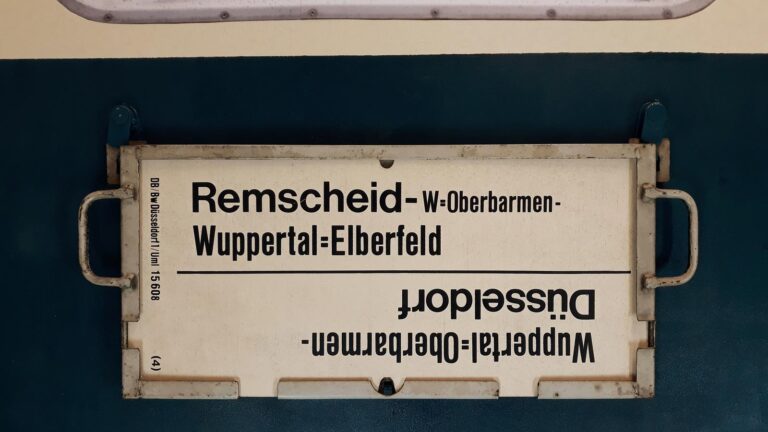 Remscheid- W=Oberbarmen-
Wuppertal=Elberfeld
Wuppertal=Oberbarmen-
Düsseldorf
DB/Bw Düsseldorf 1/Uml 15 608 (4)